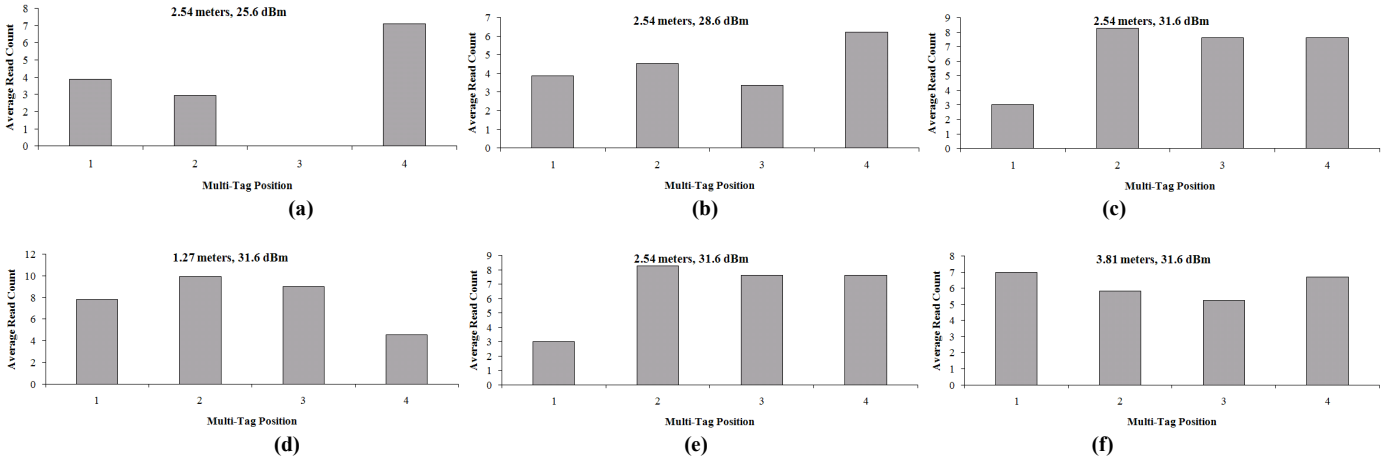 2.54 meters, 25.6 dBm
Average Read Count
8
7
6
5
4
3
2
1
0
1 2 3 4
Multi-Tag Position
(a)
2.54 meters, 28.6 dBm
Average Read Count
7
6
5
4
3
2
1
0
1 2 3 4
Multi-Tag Position
(b)
2.54 meters, 31.6 dBm
Average Read Count
9
8
7
6
5
4
3
2
1
0
1 2 3 4
Multi-Tag Position
(c)
1.27 meters, 31.6 dBm
Average Read Count
12
10
8
6
4
2
0
1 2 3 4
Multi-Tag Position
(d)
2.54 meters, 31.6 dBm
Average Read Count
9
8
7
6
5
4
3
2
1
0
1 2 3 4
Multi-Tag Position
(e)
3.81 meters, 31.6 dBm
Average Read Count
8
7
6
5
4
3
2
1
0
1 2 3 4
Multi-Tag Position
(f)